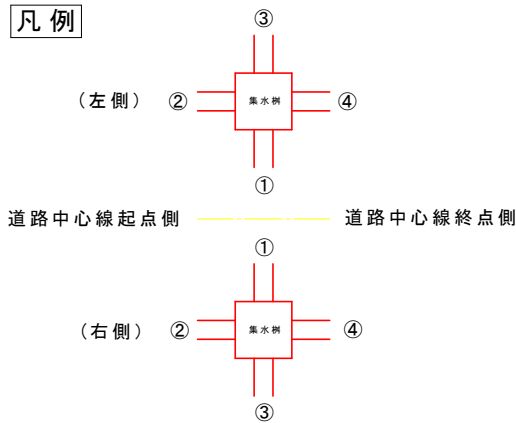 凡例
③
(左側) ② 集水桝 ④
①
道路中心線起点側 道路中心線終点側
①
(右側) ② 集水桝 ④
③